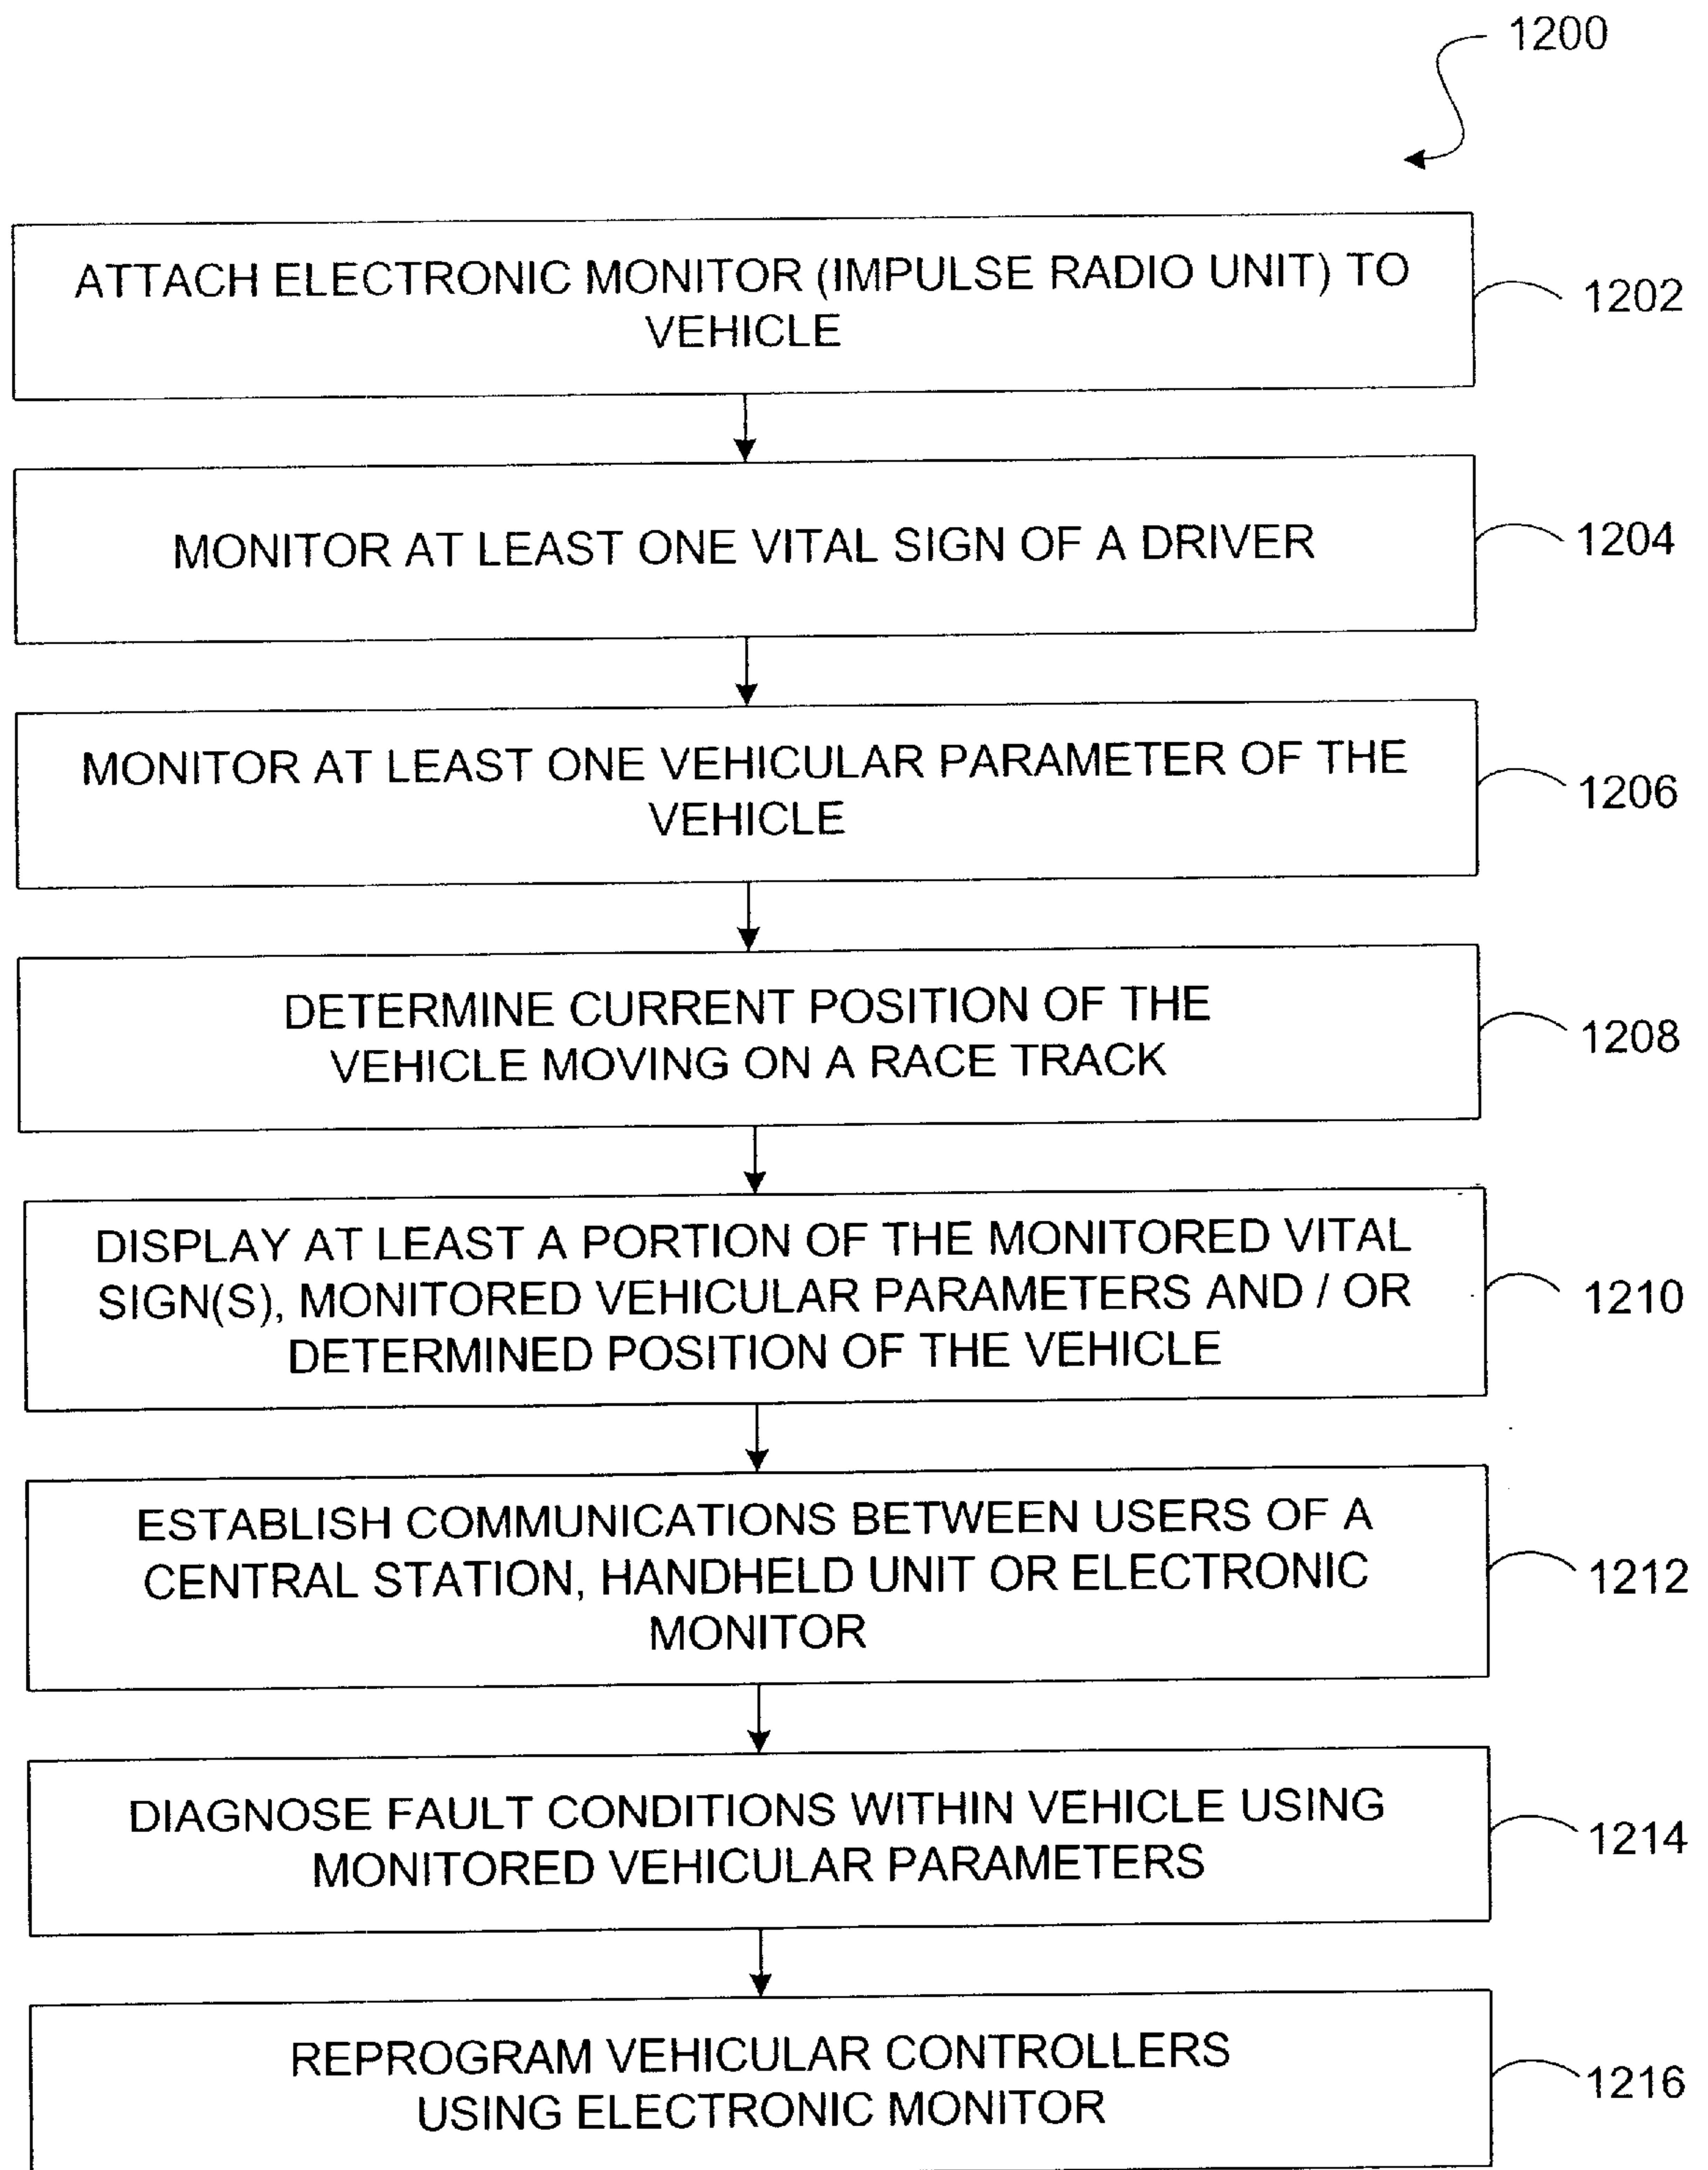 1200
ATTACH ELECTRONIC MONITOR (IMPULSE RADIO UNIT) TO
VEHICLE
1202
MONITOR AT LEAST ONE VITAL SIGN OF A DRIVER
1204
MONITOR AT LEAST ONE VEHICULAR PARAMETER OF THE
VEHICLE
1206
DETERMINE CURRENT POSITION OF THE
VEHICLE MOVING ON A RACE TRACK
1208
DISPLAY AT LEAST A PORTION OF THE MONITORED VITAL
SIGN(S), MONITORED VEHICULAR PARAMETERS AND / OR
DETERMINED POSITION OF THE VEHICLE
1210
ESTABLISH COMMUNICATIONS BETWEEN USERS OF A
CENTRAL STATION, HANDHELD UNIT OR ELECTRONIC
MONITOR
1212
DIAGNOSE FAULT CONDITIONS WITHIN VEHICLE USING
MONITORED VEHICULAR PARAMETERS
1214
REPROGRAM VEHICULAR CONTROLLERS
USING ELECTRONIC MONITOR
1216